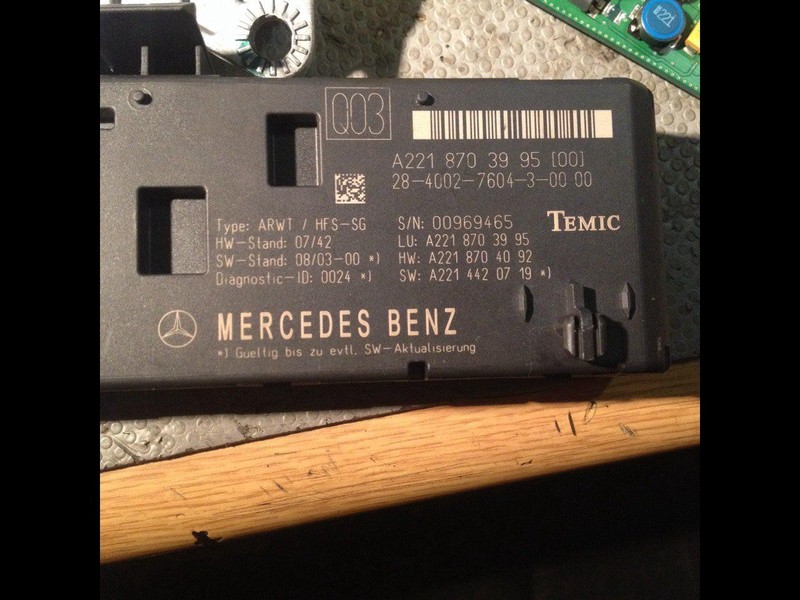 221
Q03
A221 870 39 95 [00]
28-4002-7604-3-00 00
Type: ARWT / HFS-SG
HW-Stand: 07/42
SW-Stand: 08/03-00 *)
Diagnostic-ID: 0024 *)
S/N: 00969465
LU: A221 870 39 95
HW: A221 870 40 92
SW: A221 442 07 19 *)
TEMIC
MERCEDES BENZ
*) Gueltig bis zu evtl. SW-Aktualisierung